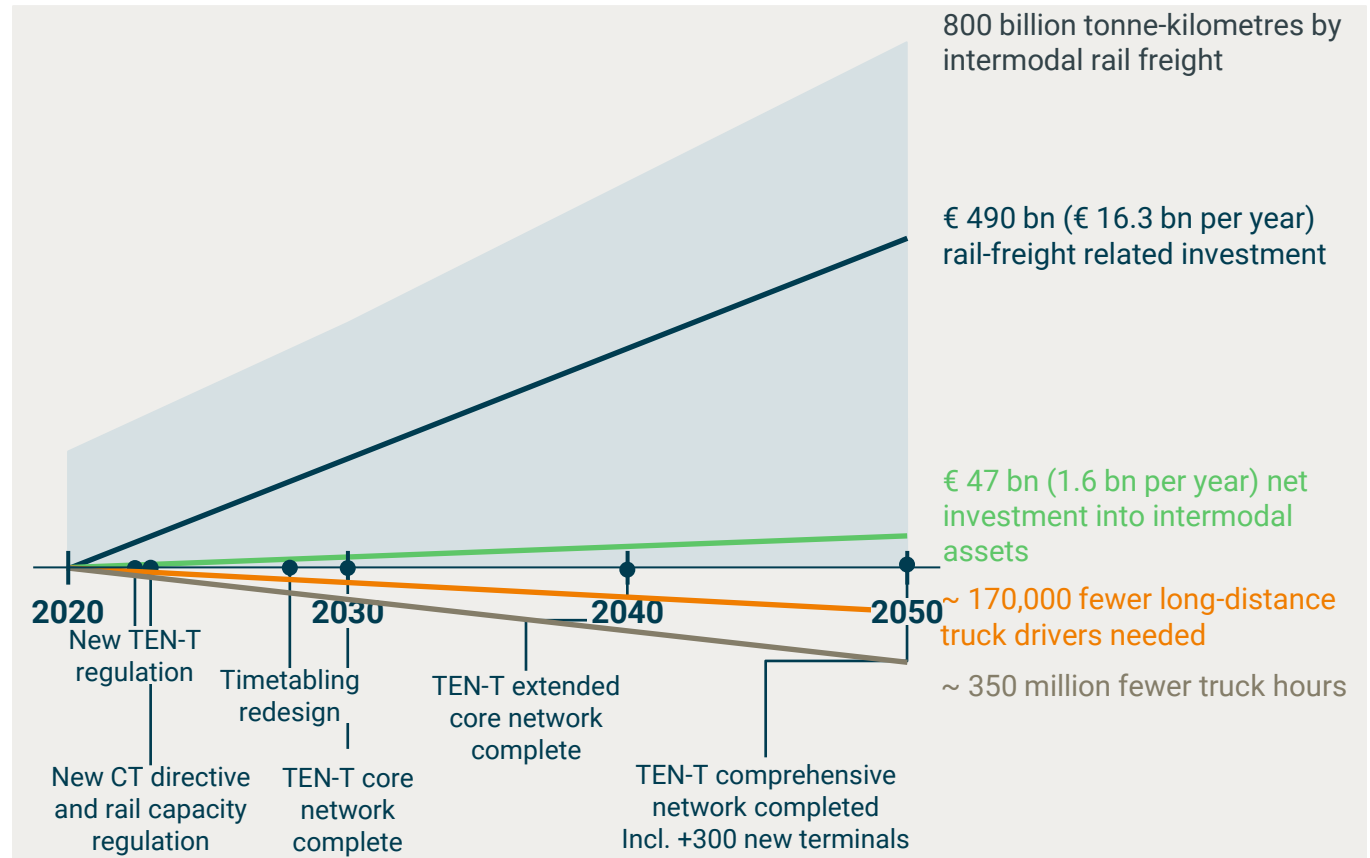 800 billion tonne-kilometres by
intermodal rail freight
€ 490 bn (€ 16.3 bn per year)
rail-freight related investment
€ 47 bn (1.6 bn per year) net
investment into intermodal
assets
~ 170,000 fewer long-distance
truck drivers needed
~ 350 million fewer truck hours
2020
2030
2040
2050
New TEN-T
regulation
Timetabling
redesign
TEN-T extended
core network
complete
New CT directive
and rail capacity
regulation
TEN-T core
network
complete
TEN-T comprehensive
network completed
Incl. +300 new terminals